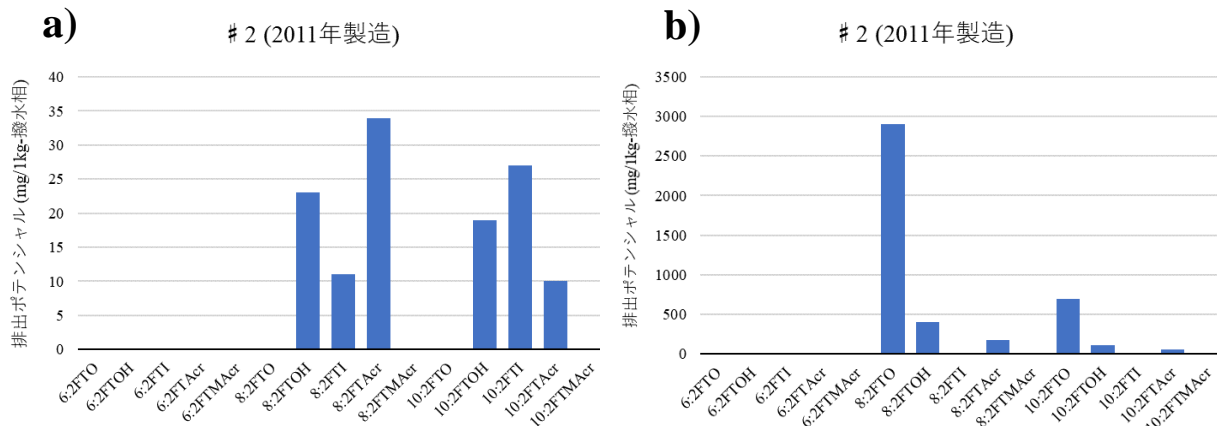 a)
♯2 (2011年製造)
排出ポテンシャル (mg/1kg-撥水相)
40
35
30
25
20
15
10
5
0
6:2FTO
6:2FTOH
6:2FTI
6:2FTAcr
6:2FTMAcr
8:2FTO
8:2FTOH
8:2FTI
8:2FTAcr
8:2FTMAcr
10:2FTO
10:2FTOH
10:2FTI
10:2FTAcr
10:2FTMAcr
b)
♯2 (2011年製造)
排出ポテンシャル (mg/1kg-撥水相)
3500
3000
2500
2000
1500
1000
500
0
6:2FTO
6:2FTOH
6:2FTI
6:2FTAcr
6:2FTMAcr
8:2FTO
8:2FTOH
8:2FTI
8:2FTAcr
8:2FTMAcr
10:2FTO
10:2FTOH
10:2FTI
10:2FTAcr
10:2FTMAcr